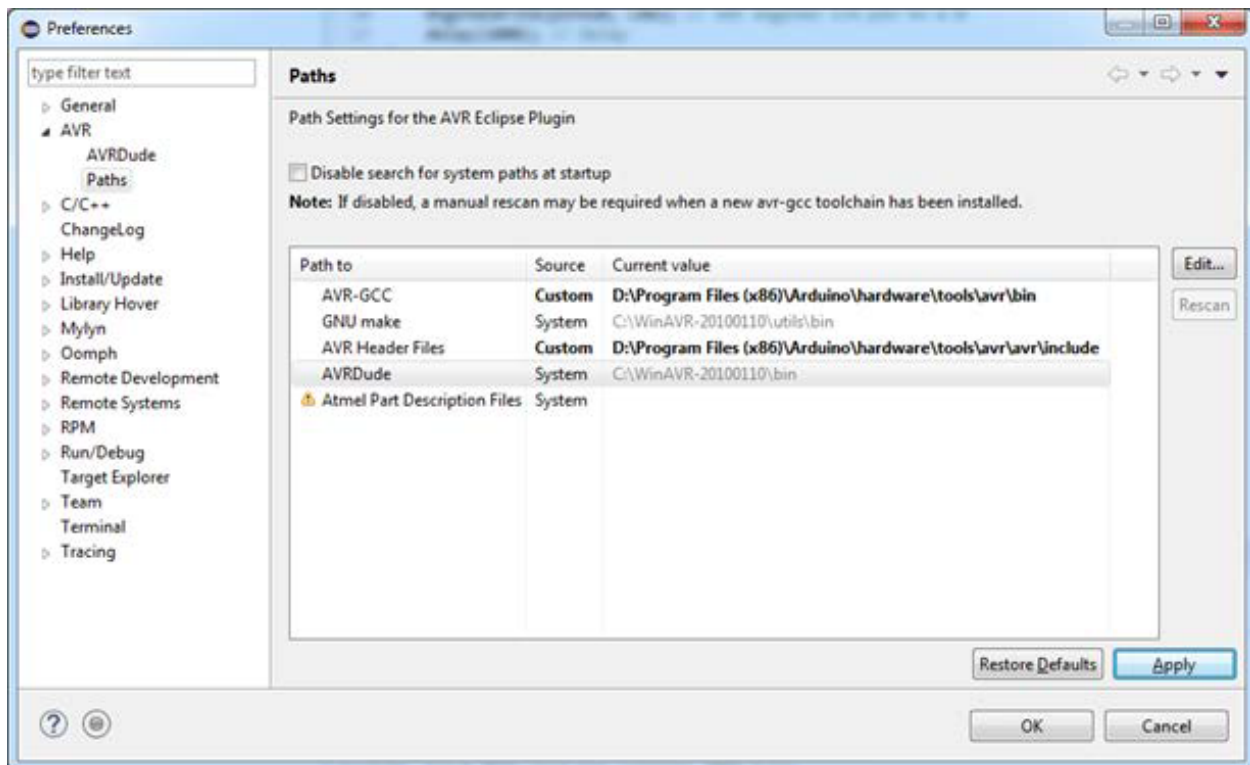 Preferences
type filter text
General
AVR
AVRDude
Paths
C/C++
ChangeLog
Help
Install/Update
Library Hover
Mylyn
Oomph
Remote Development
Remote Systems
RPM
Run/Debug
Target Explorer
Team
Terminal
Tracing
Paths
Path Settings for the AVR Eclipse Plugin
Disable search for system paths at startup
Note: If disabled, a manual rescan may be required when a new avr-gcc toolchain has been installed.
Path to Source Current value
AVR-GCC Custom D:\Program Files (x86)\Arduino\hardware\tools\avr\bin
GNU make System C:\WinAVR-20100110\utils\bin
AVR Header Files Custom D:\Program Files (x86)\Arduino\hardware\tools\avr\avr\include
AVRDude System C:\WinAVR-20100110\bin
Atmel Part Description Files System
Edit...
Rescan
Restore Defaults Apply
OK Cancel